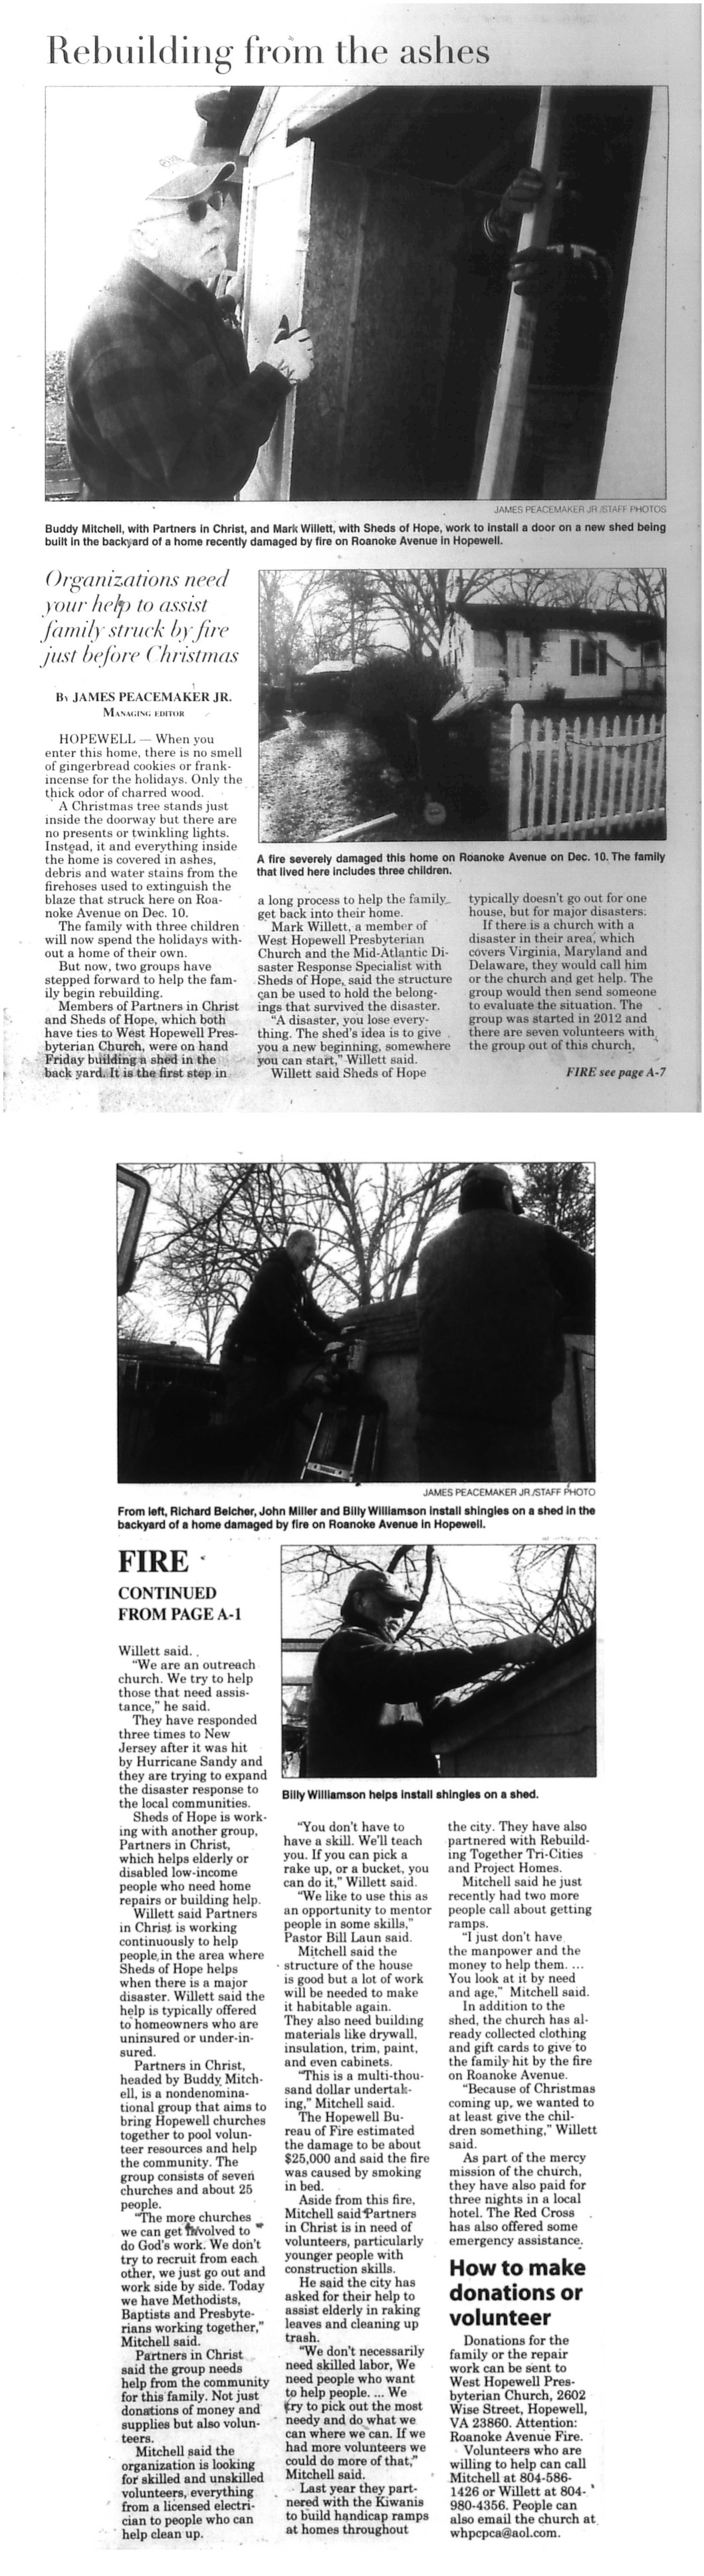 Rebuilding from the ashes
JAMES PEACEMAKER JR./STAFF PHOTOS
Buddy Mitchell, with Partners in Christ, and Mark Willett, with Sheds of Hope, work to install a door on a new shed being
built in the backyard of a home recently damaged by fire on Roanoke Avenue in Hopewell.
Organizations need
your help to assist
family struck by fire
just before Christmas
By JAMES PEACEMAKER JR.
MANAGING EDITOR
HOPEWELL — When you
enter this home, there is no smell
of gingerbread cookies or frank-
incense for the holidays. Only the
thick odor of charred wood.
A Christmas tree stands just
inside the doorway but there are
no presents or twinkling lights.
Instead, it and everything inside
the home is covered in ashes,
debris and water stains from the
firehoses used to extinguish the
blaze that struck here on Roa-
noke Avenue on Dec. 10.
The family with three children
will now spend the holidays with-
out a home of their own.
But now, two groups have
stepped forward to help the fam-
ily begin rebuilding.
Members of Partners in Christ
and Sheds of Hope, which both
have ties to West Hopewell Pres-
byterian Church, were on hand
Friday building a shed in the
back yard. It is the first step in
A fire severely damaged this home on Roanoke Avenue on Dec. 10. The family
that lived here includes three children.
a long process to help the family
get back into their home.
Mark Willett, a member of
West Hopewell Presbyterian
Church and the Mid-Atlantic Di-
saster Response Specialist with
Sheds of Hope, said the structure
can be used to hold the belong-
ings that survived the disaster.
"A disaster, you lose every-
thing. The shed's idea is to give
you a new beginning, somewhere
you can start," Willett said.
Willett said Sheds of Hope
typically doesn't go out for one
house, but for major disasters.
If there is a church with a
disaster in their area, which
covers Virginia, Maryland and
Delaware, they would call him
or the church and get help. The
group would then send someone
to evaluate the situation. The
group was started in 2012 and
there are seven volunteers with
the group out of this church,
FIRE see page A-7
JAMES PEACEMAKER JR./STAFF PHOTO
From left, Richard Belcher, John Miller and Billy Williamson install shingles on a shed in the
backyard of a home damaged by fire on Roanoke Avenue in Hopewell.
FIRE
CONTINUED
FROM PAGE A-1
Willett said.
"We are an outreach
church. We try to help
those that need assis-
tance," he said.
They have responded
three times to New
Jersey after it was hit
by Hurricane Sandy and
they are trying to expand
the disaster response to
the local communities.
Sheds of Hope is work-
ing with another group,
Partners in Christ,
which helps elderly or
disabled low-income
people who need home
repairs or building help.
Willett said Partners
in Christ is working
continuously to help
people in the area where
Sheds of Hope helps
when there is a major
disaster. Willett said the
help is typically offered
to homeowners who are
uninsured or under-in-
sured.
Partners in Christ,
headed by Buddy Mitch-
ell, is a nondenomina-
tional group that aims to
bring Hopewell churches
together to pool volun-
teer resources and help
the community. The
group consists of seven
churches and about 25
people.
"The more churches
we can get involved to
do God's work. We don't
try to recruit from each
other, we just go out and
work side by side. Today
we have Methodists,
Baptists and Presbyte-
rians working together,"
Mitchell said.
Partners in Christ
said the group needs
help from the community
for this family. Not just
donations of money and
supplies but also volun-
teers.
Mitchell said the
organization is looking
for skilled and unskilled
volunteers, everything
from a licensed electri-
cian to people who can
help clean up.
Billy Williamson helps install shingles on a shed.
"You don't have to
have a skill. We'll teach
you. If you can pick a
rake up, or a bucket, you
can do it," Willett said.
"We like to use this as
an opportunity to mentor
people in some skills,"
Pastor Bill Laun said.
Mitchell said the
structure of the house
is good but a lot of work
will be needed to make
it habitable again.
They also need building
materials like drywall,
insulation, trim, paint,
and even cabinets.
"This is a multi-thou-
sand dollar undertak-
ing," Mitchell said.
The Hopewell Bu-
reau of Fire estimated
the damage to be about
$25,000 and said the fire
was caused by smoking
in bed.
Aside from this fire,
Mitchell said Partners
in Christ is in need of
volunteers, particularly
younger people with
construction skills.
He said the city has
asked for their help to
assist elderly in raking
leaves and cleaning up
trash.
"We don't necessarily
need skilled labor, We
need people who want
to help people. ... We
try to pick out the most
needy and do what we
can where we can. If we
had more volunteers we
could do more of that,"
Mitchell said.
Last year they part-
nered with the Kiwanis
to build handicap ramps
at homes throughout
the city. They have also
partnered with Rebuild-
ing Together Tri-Cities
and Project Homes.
Mitchell said he just
recently had two more
people call about getting
ramps.
"I just don't have
the manpower and the
money to help them. ...
You look at it by need
and age," Mitchell said.
In addition to the
shed, the church has al-
ready collected clothing
and gift cards to give to
the family hit by the fire
on Roanoke Avenue.
"Because of Christmas
coming up, we wanted to
at least give the chil-
dren something," Willett
said.
As part of the mercy
mission of the church,
they have also paid for
three nights in a local
hotel. The Red Cross
has also offered some
emergency assistance.
How to make
donations or
volunteer
Donations for the
family or the repair
work can be sent to
West Hopewell Pres-
byterian Church, 2602
Wise Street, Hopewell,
VA 23860. Attention:
Roanoke Avenue Fire.
Volunteers who are
willing to help can call
Mitchell at 804-586-
1426 or Willett at 804-
980-4356. People can
also email the church at
whpcpca@aol.com.